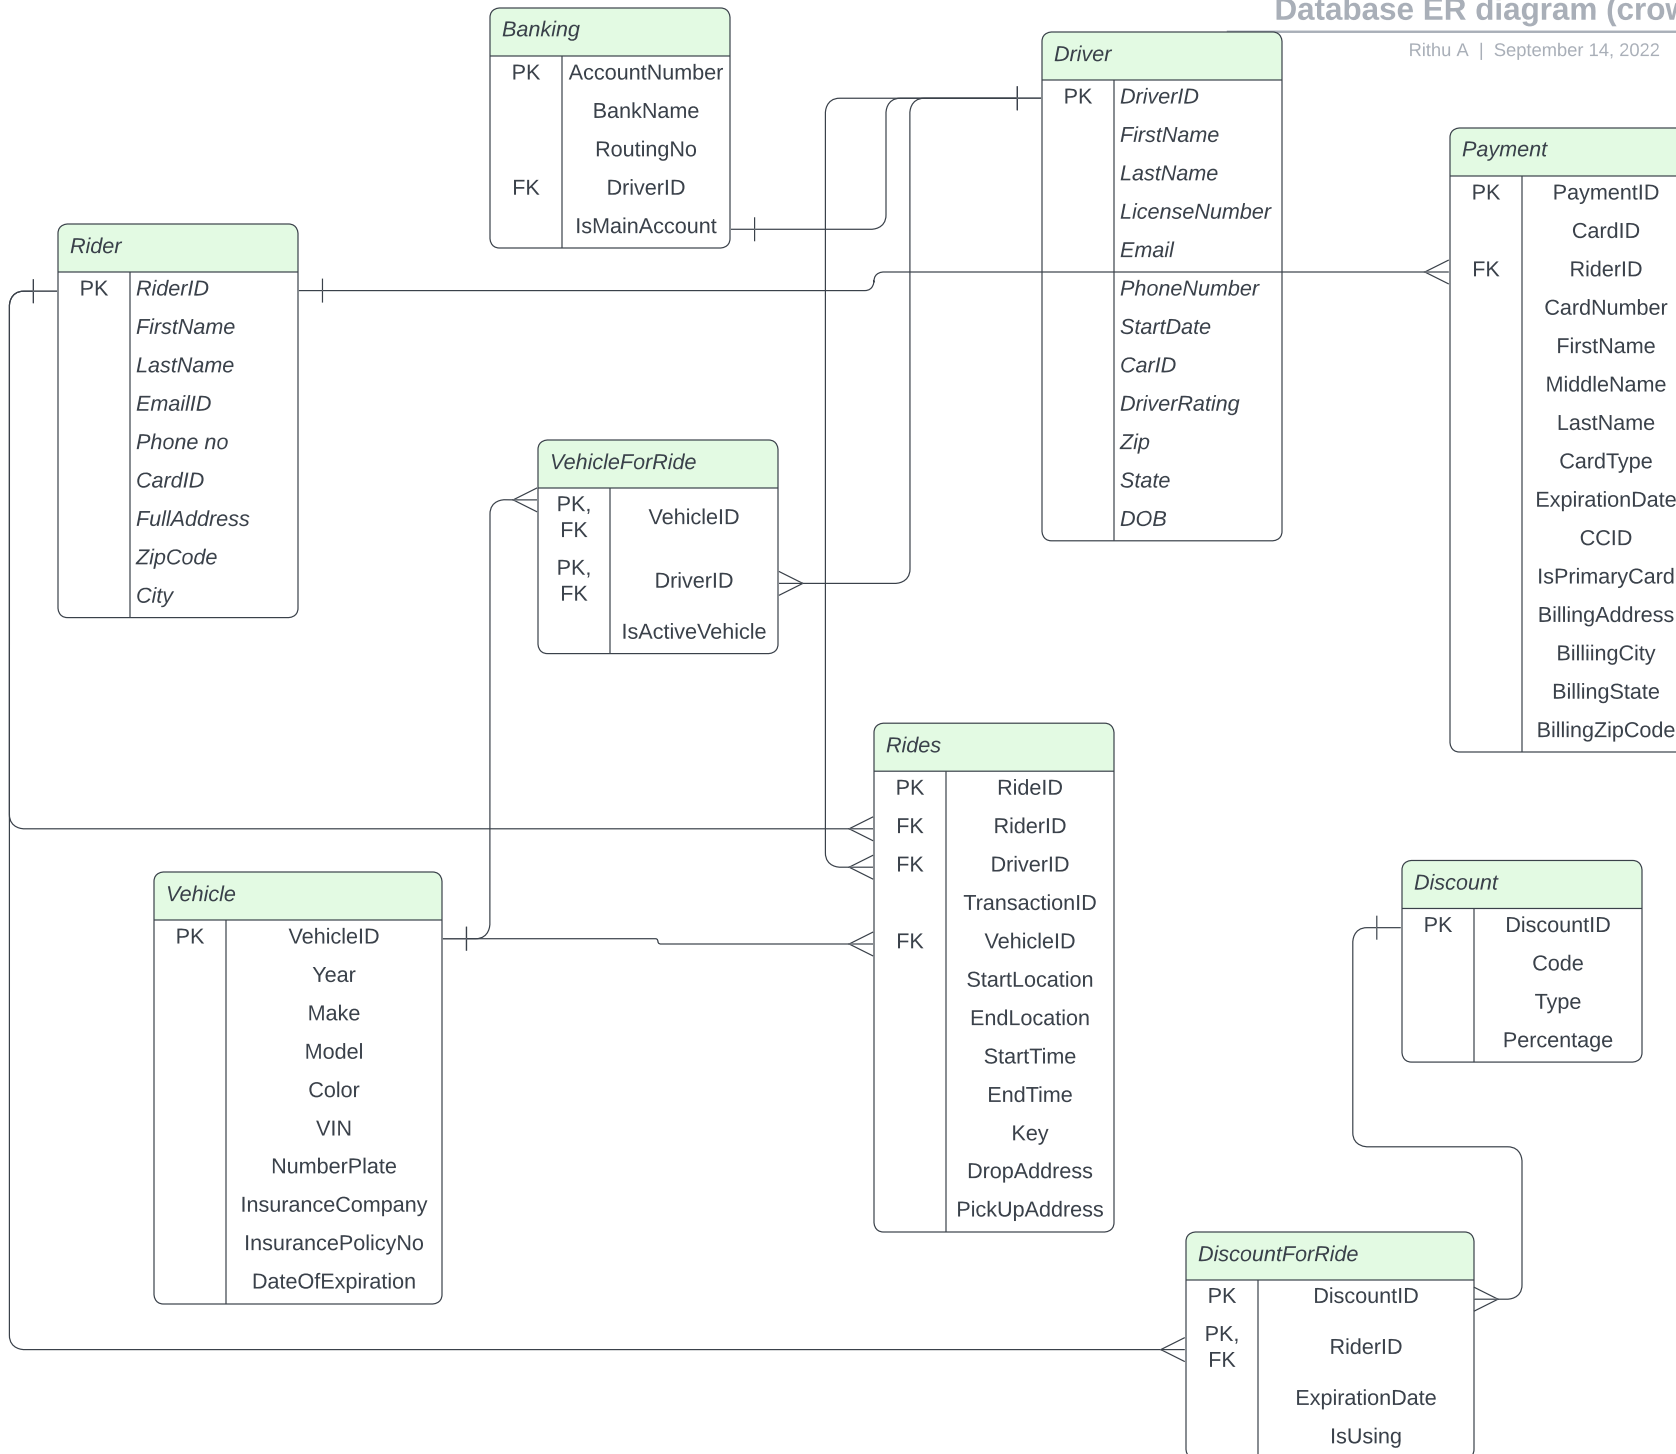 Database ER diagram (crow
Rithu A | September 14, 2022
Banking
PK AccountNumber
BankName
RoutingNo
FK DriverID
IsMainAccount
Driver
PK DriverID
FirstName
LastName
LicenseNumber
Email
PhoneNumber
StartDate
CarID
DriverRating
Zip
State
DOB
Payment
PK PaymentID
CardID
FK RiderID
CardNumber
FirstName
MiddleName
LastName
CardType
ExpirationDate
CCID
IsPrimaryCard
BillingAddress
BilliingCity
BillingState
BillingZipCode
Rider
PK RiderID
FirstName
LastName
EmailID
Phone no
CardID
FullAddress
ZipCode
City
VehicleForRide
PK, FK VehicleID
PK, FK DriverID
IsActiveVehicle
Rides
PK RideID
FK RiderID
FK DriverID
TransactionID
FK VehicleID
StartLocation
EndLocation
StartTime
EndTime
Key
DropAddress
PickUpAddress
Vehicle
PK VehicleID
Year
Make
Model
Color
VIN
NumberPlate
InsuranceCompany
InsurancePolicyNo
DateOfExpiration
Discount
PK DiscountID
Code
Type
Percentage
DiscountForRide
PK DiscountID
PK, FK RiderID
ExpirationDate
IsUsing